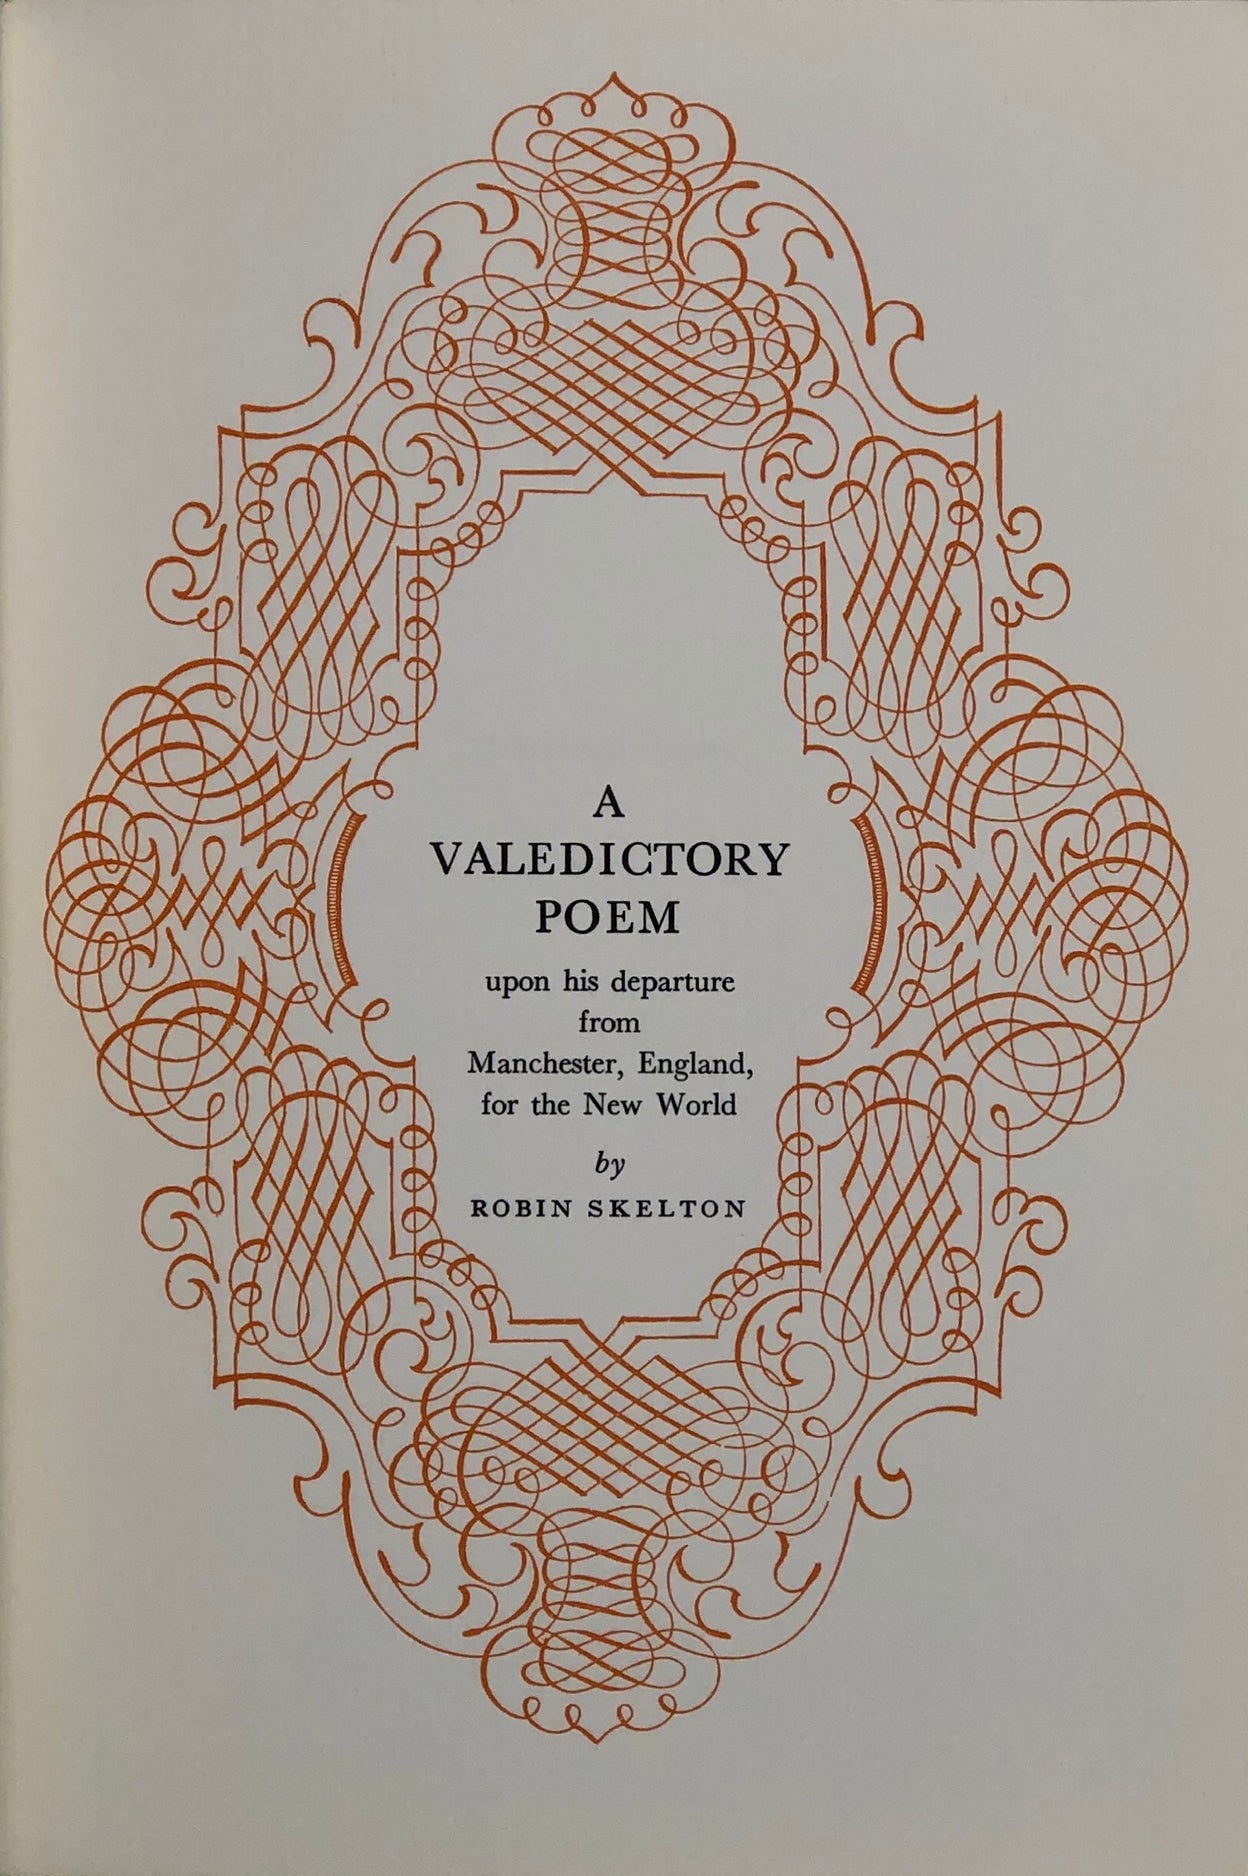 A
VALEDICTORY
POEM
upon his departure
from
Manchester, England,
for the New World
by
ROBIN SKELTON